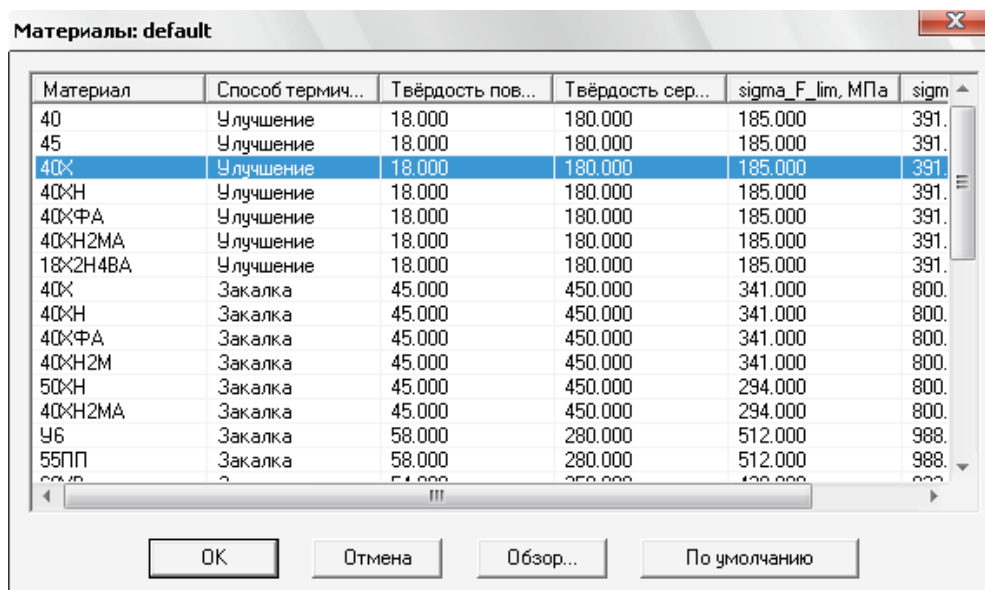 Материалы: default
Материал Способ термич... Твёрдость пов... Твёрдость сер... sigma_F_lim, МПа sigm
40 Улучшение 18.000 180.000 185.000 391.
45 Улучшение 18.000 180.000 185.000 391.
40Х Улучшение 18.000 180.000 185.000 391.
40ХН Улучшение 18.000 180.000 185.000 391.
40ХФА Улучшение 18.000 180.000 185.000 391.
40ХН2МА Улучшение 18.000 180.000 185.000 391.
18Х2Н4ВА Улучшение 18.000 180.000 185.000 391.
40Х Закалка 45.000 450.000 341.000 800.
40ХН Закалка 45.000 450.000 341.000 800.
40ХФА Закалка 45.000 450.000 341.000 800.
40ХН2М Закалка 45.000 450.000 341.000 800.
50ХН Закалка 45.000 450.000 294.000 800.
40ХН2МА Закалка 45.000 450.000 294.000 800.
У6 Закалка 58.000 280.000 512.000 988.
55ПП Закалка 58.000 280.000 512.000 988.
OK Отмена Обзор... По умолчанию